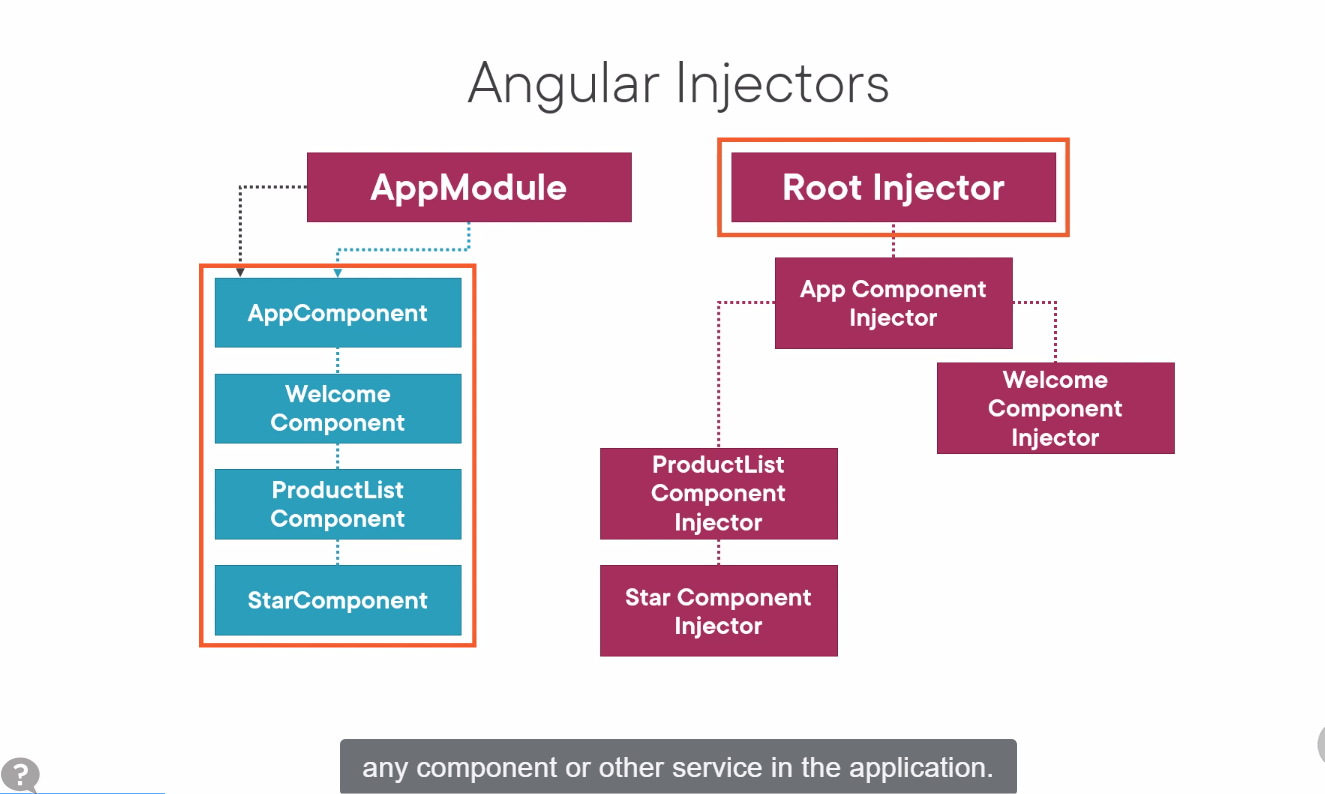 Angular Injectors
AppModule
Root Injector
AppComponent
App Component
Injector
Welcome
Component
Welcome
Component
Injector
ProductList
Component
ProductList
Component
Injector
StarComponent
Star Component
Injector
any component or other service in the application.
?